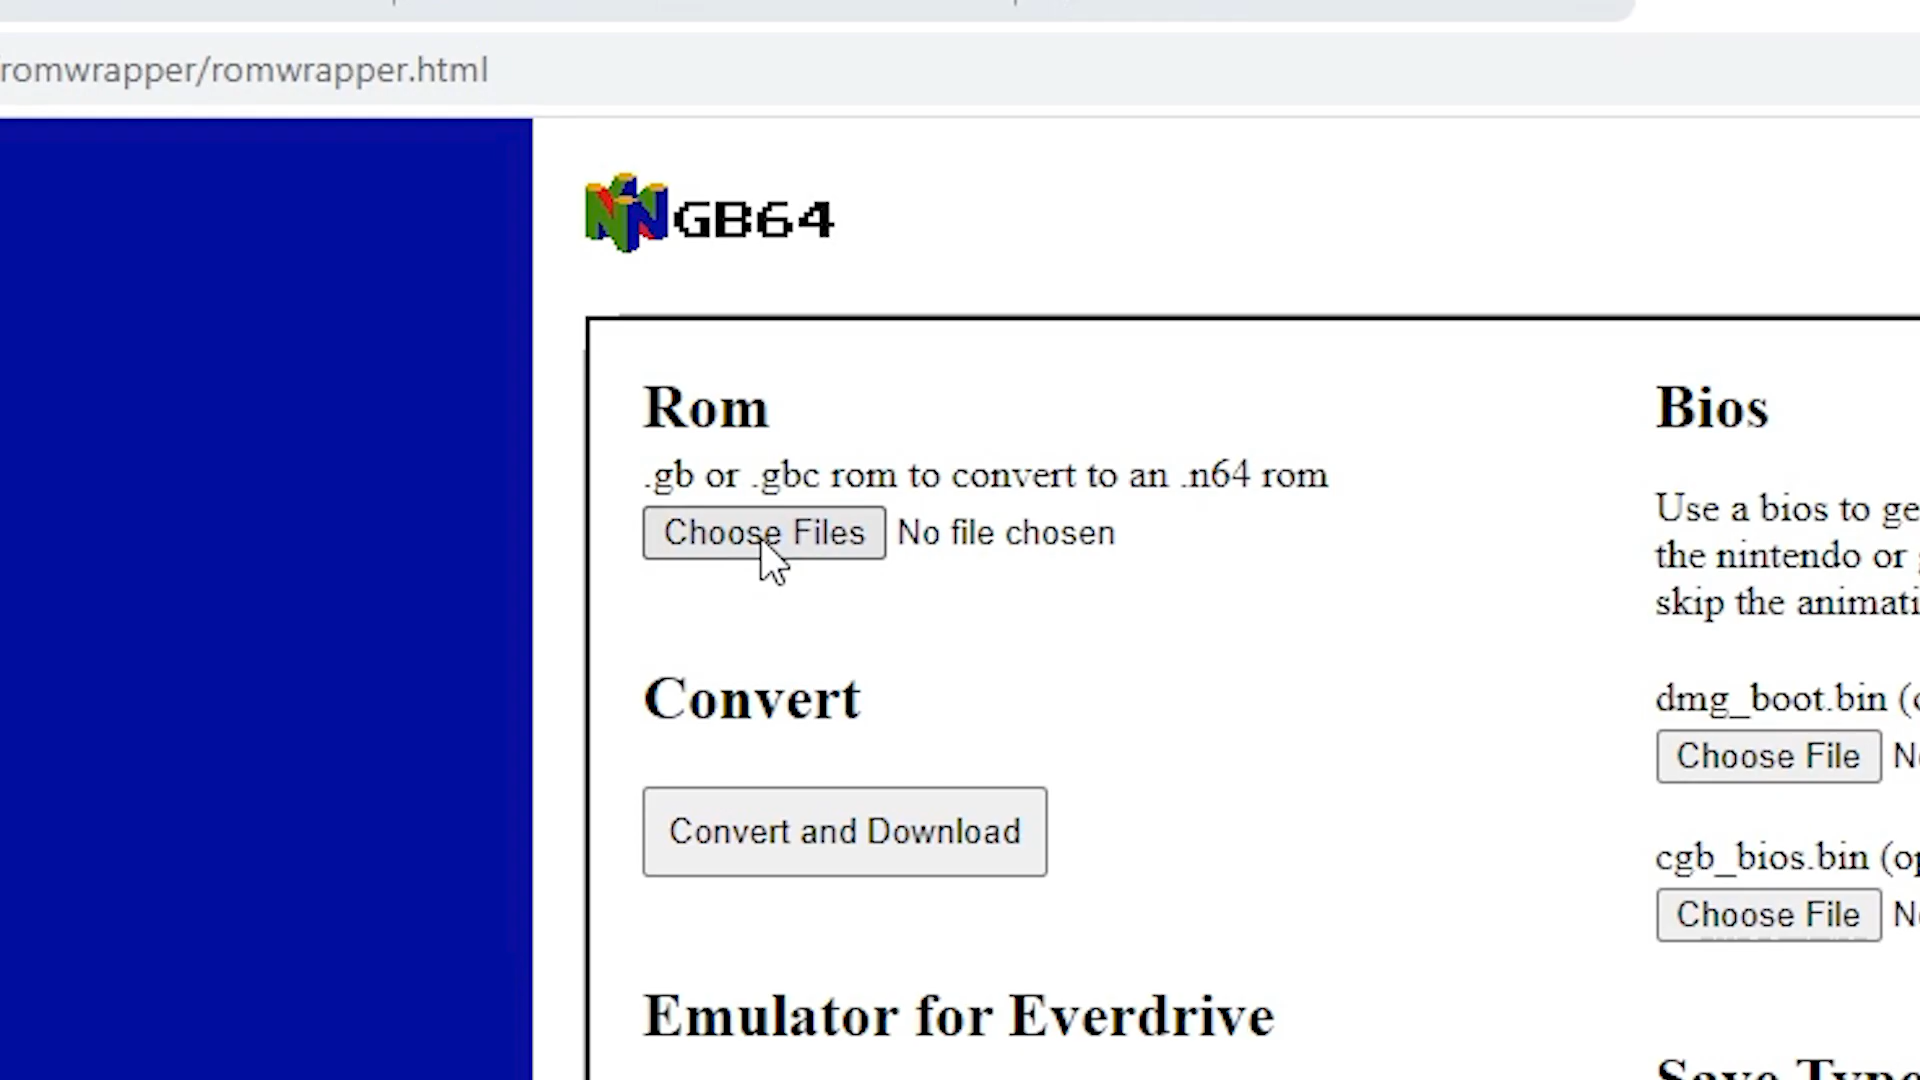 romwrapper/romwrapper.html
GB64
Rom
.gb or .gbc rom to convert to an .n64 rom
Choose Files No file chosen
Convert
Convert and Download
Emulator for Everdrive
Bios
Use a bios to ge
the nintendo or
skip the animati
dmg_boot.bin (
Choose File
cgb_bios.bin (op
Choose File
Save Type